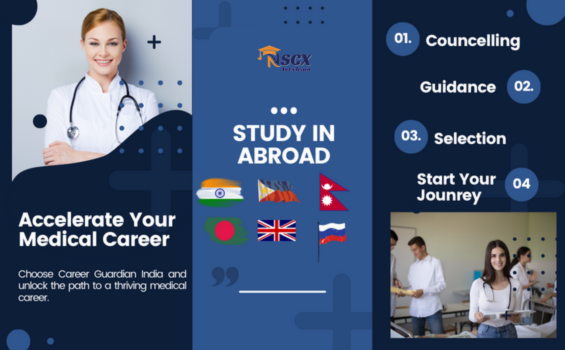 Accelerate Your
Medical Career
Choose Career Guardian India and
unlock the path to a thriving medical
career.
NSCX
STUDY IN
ABROAD
01. Councelling
Guidance 02.
03. Selection
Start Your
Jounrey 04